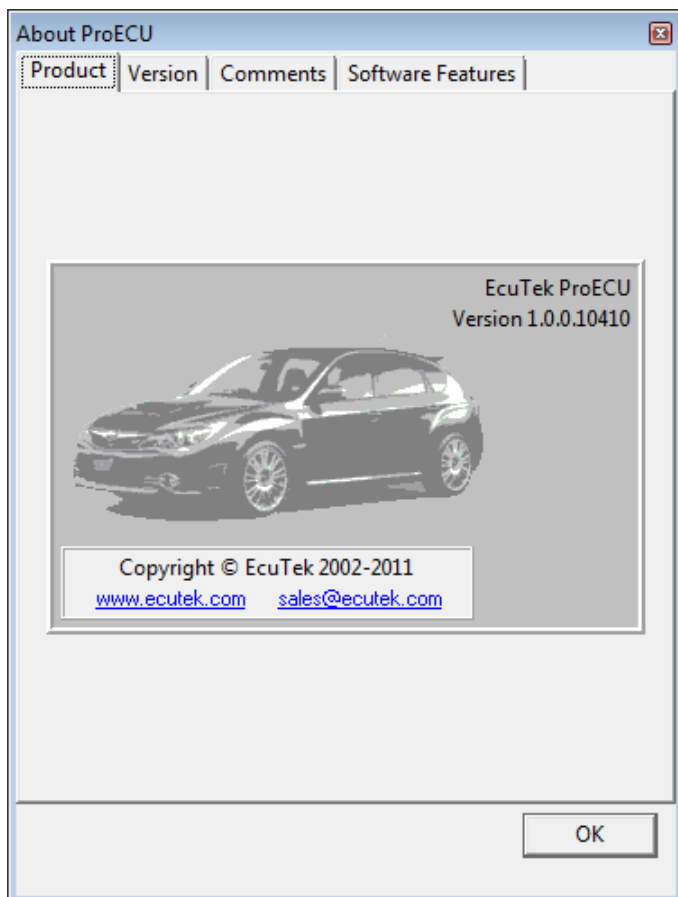 About ProECU
Product Version Comments Software Features
EcuTek ProECU
Version 1.0.0.10410
Copyright © EcuTek 2002-2011
www.ecutek.com sales@ecutek.com
OK